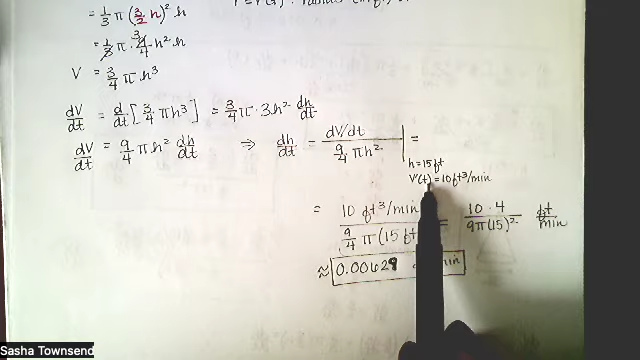 = 1/3 π (3/2 h)² h
= 1/3 π · 9/4 · h² h
V = 3/4 π h³
dV/dt = d/dt [3/4 π h³] = 3/4 π · 3h² dh/dt
dV/dt = 9/4 π h² dh/dt ⇒ dh/dt = dV/dt / 9/4 π h² | =
h = 15 ft
V'(t) = 10 ft³/min
= 10 ft³/min / 9/4 π (15 ft = 10 · 4 / 9π(15)² ft/min
≈ 0.00629 min
Sasha Townsend